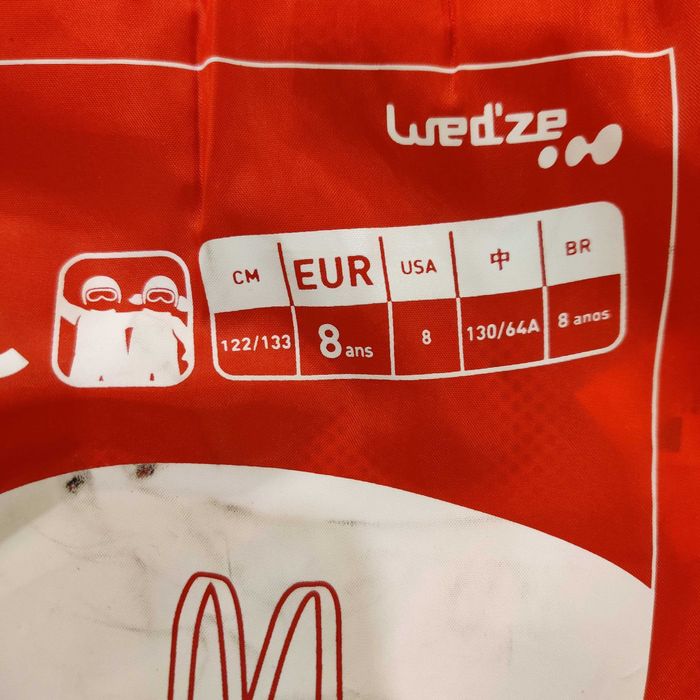 wed'ze
CM EUR USA 中 BR
122/133 8 ans 8 130/64A 8 anos